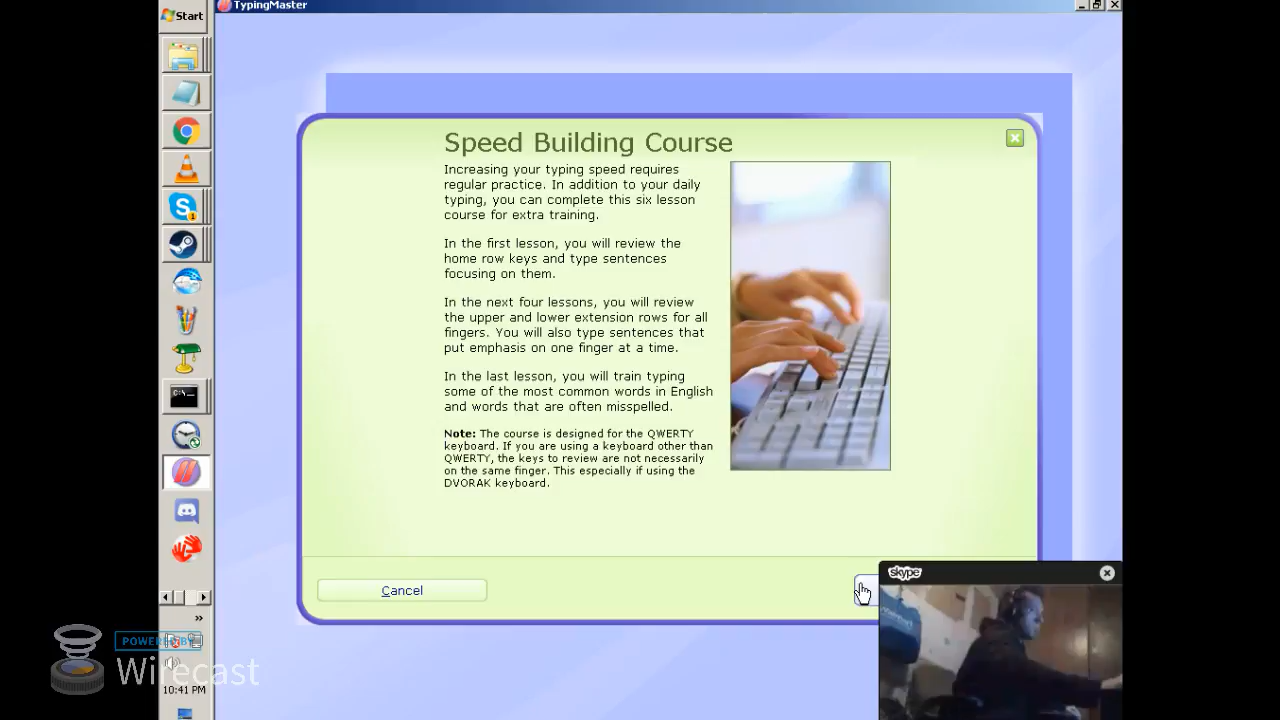 Start
TypingMaster
Speed Building Course
Increasing your typing speed requires
regular practice. In addition to your daily
typing, you can complete this six lesson
course for extra training.
In the first lesson, you will review the
home row keys and type sentences
focusing on them.
In the next four lessons, you will review
the upper and lower extension rows for all
fingers. You will also type sentences that
put emphasis on one finger at a time.
In the last lesson, you will train typing
some of the most common words in English
and words that are often misspelled.
Note: The course is designed for the QWERTY
keyboard. If you are using a keyboard other than
QWERTY, the keys to review are not necessarily
on the same finger. This especially if using the
DVORAK keyboard.
Cancel
skype
POWERED BY
Wirecast
10:41 PM